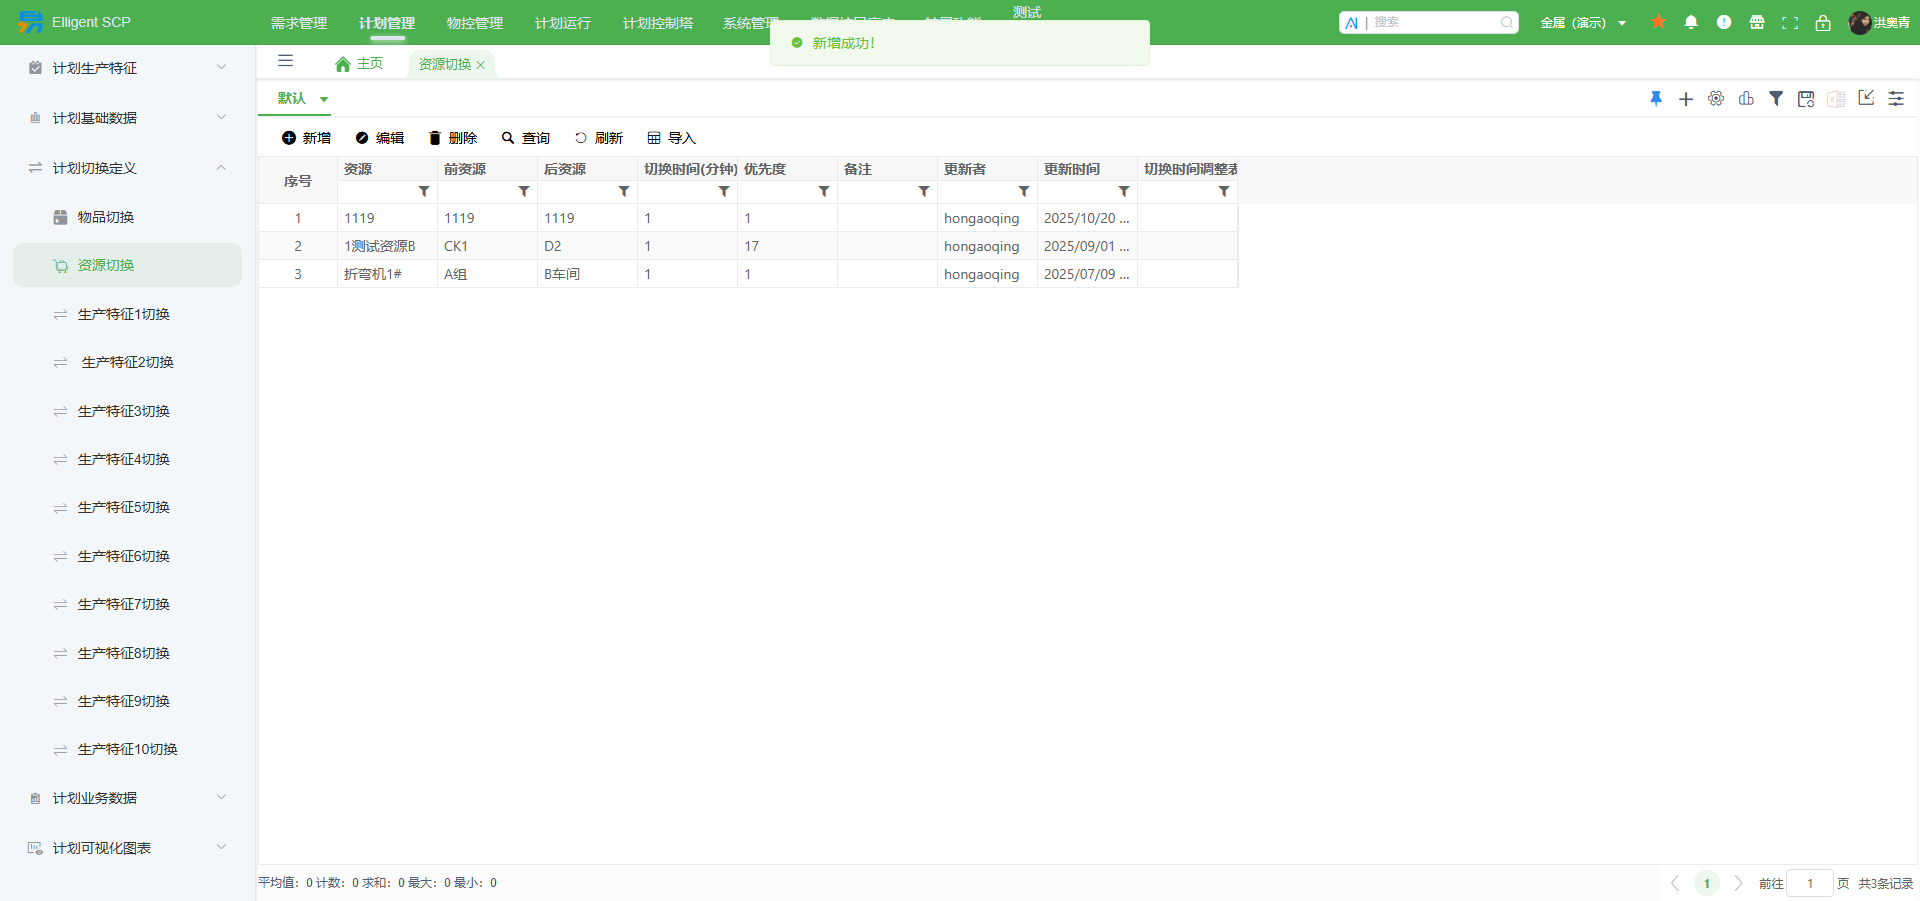 Elligent SCP
需求管理 计划管理 物控管理 计划运行 计划控制塔 系统管理 测试
AI | 搜索
金属（演示）
洪奥青
新增成功！
计划生产特征
计划基础数据
计划切换定义
物品切换
资源切换
生产特征1切换
生产特征2切换
生产特征3切换
生产特征4切换
生产特征5切换
生产特征6切换
生产特征7切换
生产特征8切换
生产特征9切换
生产特征10切换
计划业务数据
计划可视化图表
主页 资源切换
默认
新增 编辑 删除 查询 刷新 导入
序号 资源 前资源 后资源 切换时间(分钟) 优先度 备注 更新者 更新时间 切换时间调整表
1 1119 1119 1119 1 1 hongaoqing 2025/10/20 ...
2 1测试资源B CK1 D2 1 17 hongaoqing 2025/09/01 ...
3 折弯机1# A组 B车间 1 1 hongaoqing 2025/07/09 ...
平均值：0 计数：0 求和：0 最大：0 最小：0
1 前往 1 页 共3条记录